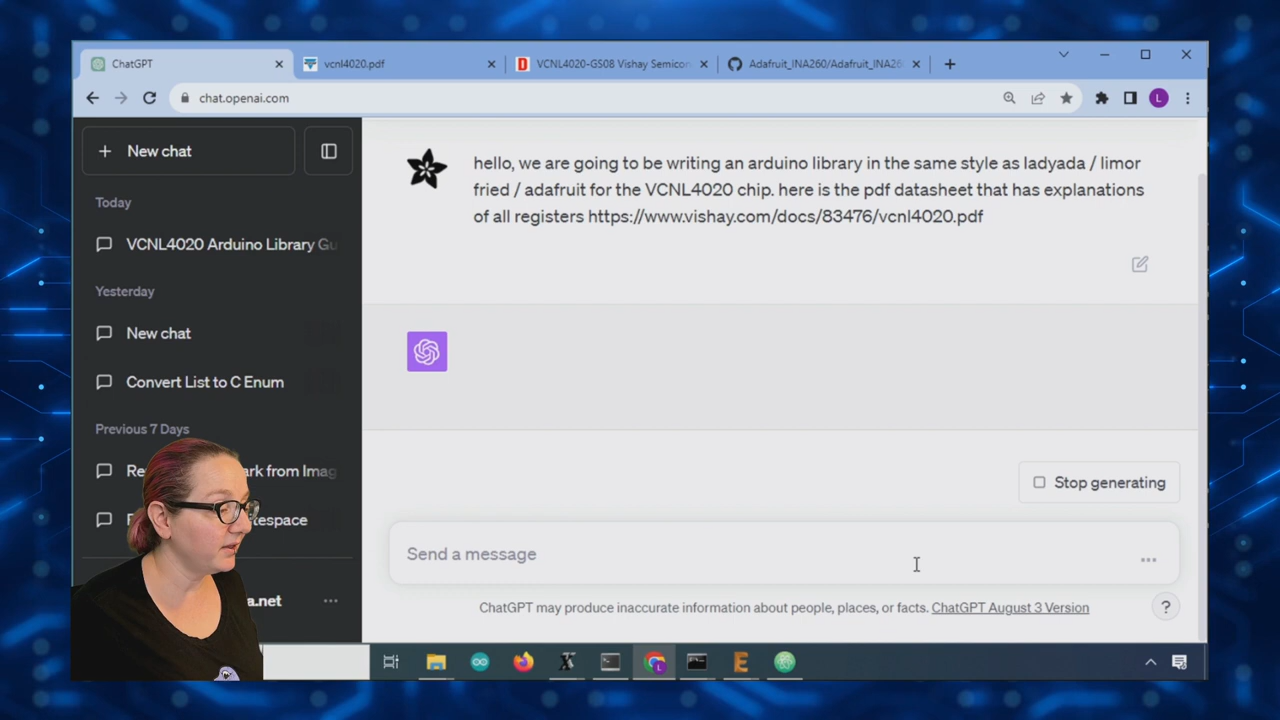 ChatGPT
vcnl4020.pdf
VCNL4020-GS08 Vishay Semicon
Adafruit_INA260/Adafruit_INA26
chat.openai.com
L
New chat
Today
VCNL4020 Arduino Library Gu
Yesterday
New chat
Convert List to C Enum
Previous 7 Days
ark from Imag
tespace
a.net
hello, we are going to be writing an arduino library in the same style as ladyada / limor
fried / adafruit for the VCNL4020 chip. here is the pdf datasheet that has explanations
of all registers https://www.vishay.com/docs/83476/vcnl4020.pdf
Stop generating
Send a message
ChatGPT may produce inaccurate information about people, places, or facts. ChatGPT August 3 Version
?